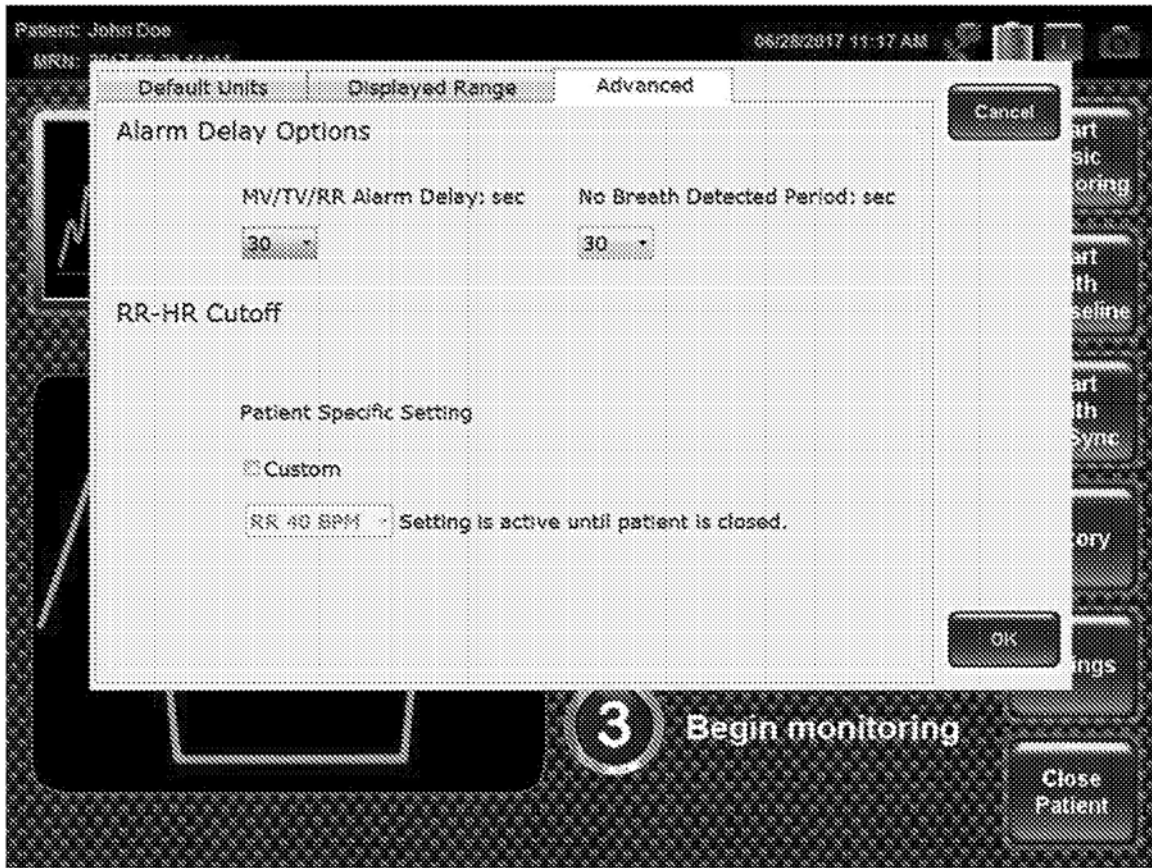 Patient: John Doe
06/28/2017 11:17 AM
MRN:
Default Units
Displayed Range
Advanced
Cancel
Alarm Delay Options
MV/TV/RR Alarm Delay: sec
No Breath Detected Period: sec
30
30
RR-HR Cutoff
Patient Specific Setting
Custom
RR 40 BPM
Setting is active until patient is closed.
OK
3
Begin monitoring
Close
Patient